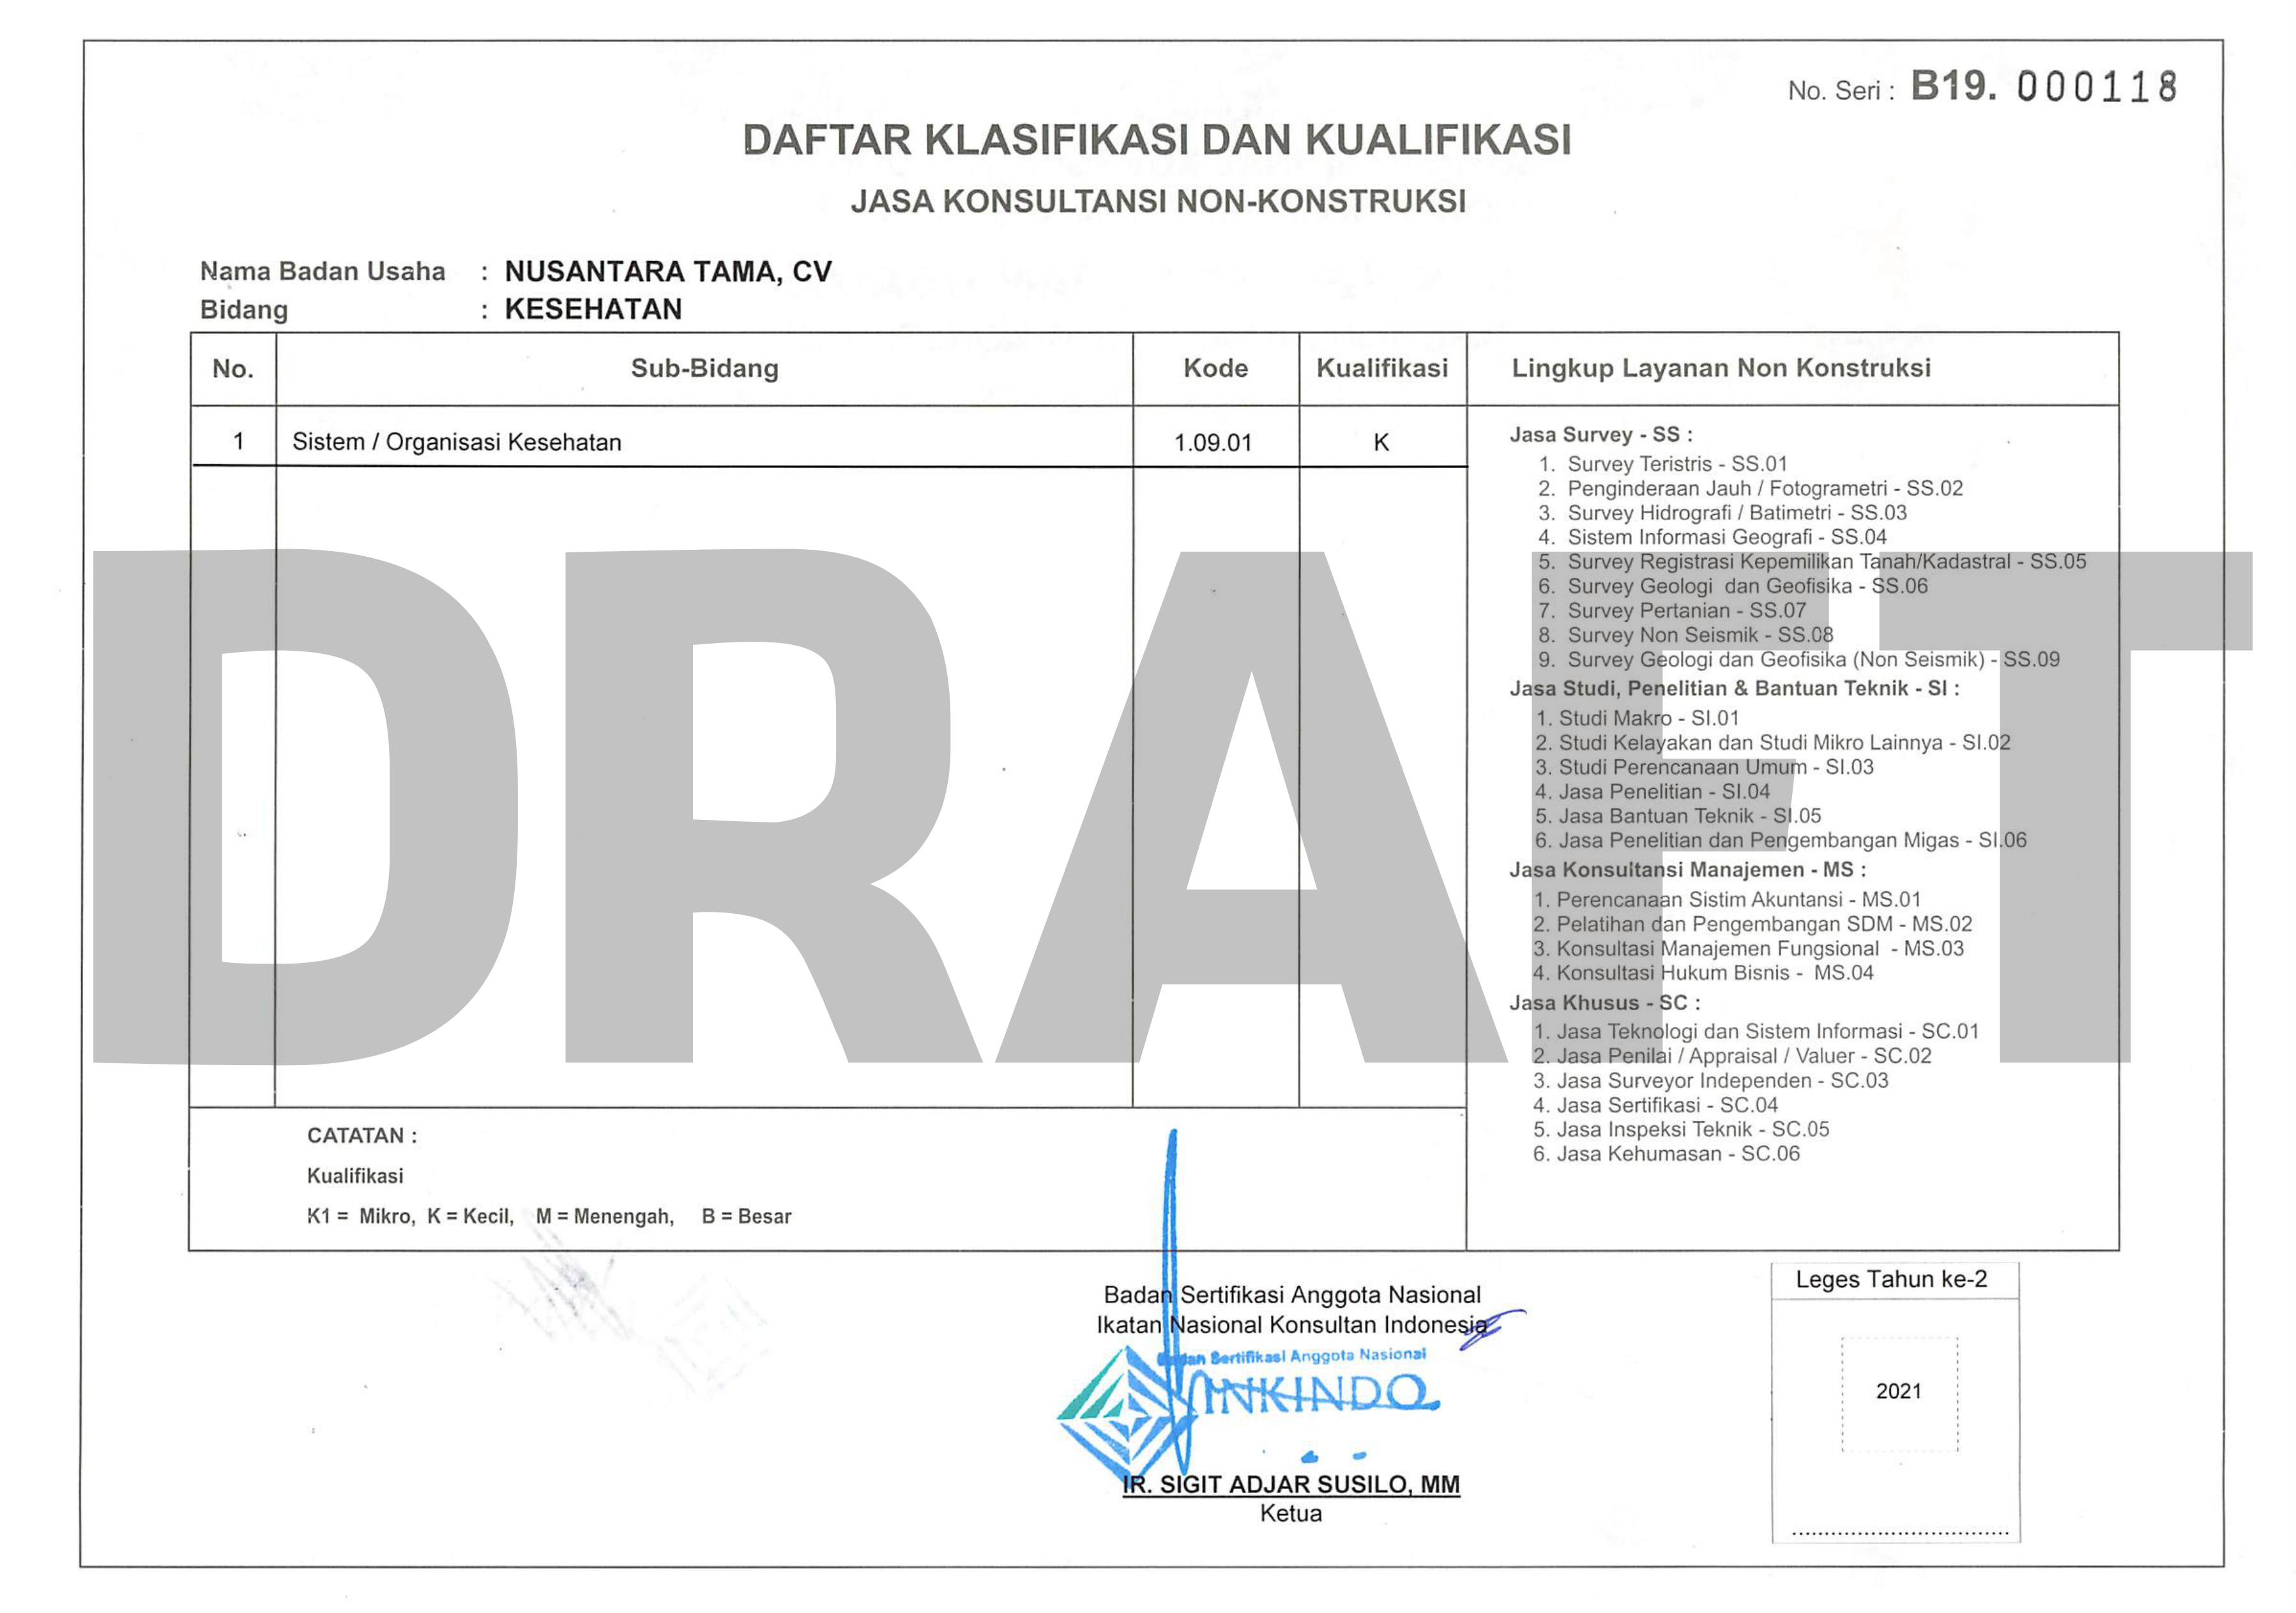 No. Seri : B19. 000118
DAFTAR KLASIFIKASI DAN KUALIFIKASI
JASA KONSULTANSI NON-KONSTRUKSI
Nama Badan Usaha : NUSANTARA TAMA, CV
Bidang : KESEHATAN
No. Sub-Bidang Kode Kualifikasi Lingkup Layanan Non Konstruksi
1 Sistem / Organisasi Kesehatan 1.09.01 K
Jasa Survey - SS :
1. Survey Teristris - SS.01
2. Penginderaan Jauh / Fotogrametri - SS.02
3. Survey Hidrografi / Batimetri - SS.03
4. Sistem Informasi Geografi - SS.04
5. Survey Registrasi Kepemilikan Tanah/Kadastral - SS.05
6. Survey Geologi dan Geofisika - SS.06
7. Survey Pertanian - SS.07
8. Survey Non Seismik - SS.08
9. Survey Geologi dan Geofisika (Non Seismik) - SS.09
Jasa Studi, Penelitian & Bantuan Teknik - SI :
1. Studi Makro - SI.01
2. Studi Kelayakan dan Studi Mikro Lainnya - SI.02
3. Studi Perencanaan Umum - SI.03
4. Jasa Penelitian - SI.04
5. Jasa Bantuan Teknik - SI.05
6. Jasa Penelitian dan Pengembangan Migas - SI.06
Jasa Konsultansi Manajemen - MS :
1. Perencanaan Sistim Akuntansi - MS.01
2. Pelatihan dan Pengembangan SDM - MS.02
3. Konsultasi Manajemen Fungsional - MS.03
4. Konsultasi Hukum Bisnis - MS.04
Jasa Khusus - SC :
1. Jasa Teknologi dan Sistem Informasi - SC.01
2. Jasa Penilai / Appraisal / Valuer - SC.02
3. Jasa Surveyor Independen - SC.03
4. Jasa Sertifikasi - SC.04
5. Jasa Inspeksi Teknik - SC.05
6. Jasa Kehumasan - SC.06
DRAFT
CATATAN :
Kualifikasi
K1 = Mikro, K = Kecil, M = Menengah, B = Besar
Badan Sertifikasi Anggota Nasional
Ikatan Nasional Konsultan Indonesia
Badan Sertifikasi Anggota Nasional
INKINDO
IR. SIGIT ADJAR SUSILO, MM
Ketua
Leges Tahun ke-2
2021